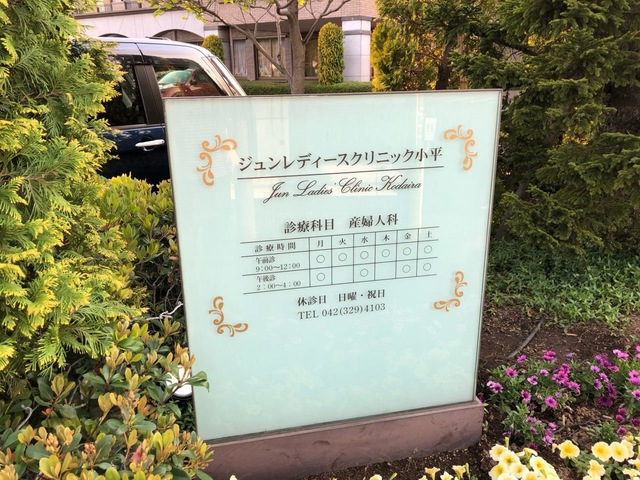 ジュンレディースクリニック小平
Jun Ladies' Clinic Kodaira
診療科目 産婦人科
診療時間 月 火 水 木 金 土
午前診 9:00〜12:00 ○ ○ ○ ○ ○ ○
午後診 2:00〜4:00 ○ ○ ○
休診日 日曜・祝日
TEL 042(329)4103